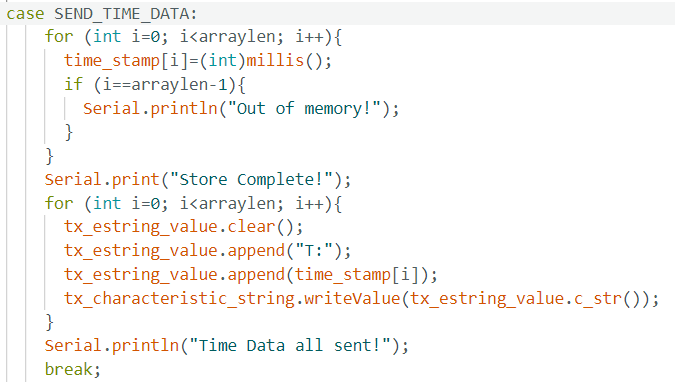 case SEND_TIME_DATA:
for (int i=0; i<arraylen; i++){
time_stamp[i]=(int)millis();
if (i==arraylen-1){
Serial.println("Out of memory!");
}
}
Serial.print("Store Complete!");
for (int i=0; i<arraylen; i++){
tx_estring_value.clear();
tx_estring_value.append("T:");
tx_estring_value.append(time_stamp[i]);
tx_characteristic_string.writeValue(tx_estring_value.c_str());
}
Serial.println("Time Data all sent!");
break;